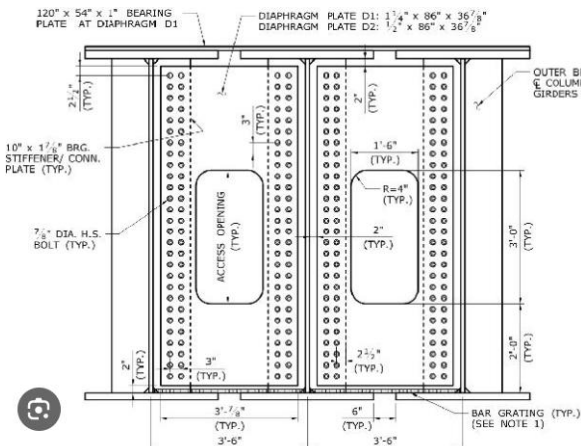 120" x 54" x 1" BEARING
PLATE AT DIAPHRAGM D1
DIAPHRAGM PLATE D1: 1¼" x 86" x 36⅞"
DIAPHRAGM PLATE D2: ½" x 86" x 36⅞"
2½"
(TYP.)
3"
(TYP.)
2"
(TYP.)
OUTER BE
℄ COLUM
GIRDERS
10" x 1⅞" BRG.
STIFFENER/ CONN.
PLATE (TYP.)
1'-6"
(TYP.)
R=4"
(TYP.)
ACCESS OPENING
(TYP.)
⅞" DIA. H.S.
BOLT (TYP.)
2"
(TYP.)
3'-0"
(TYP.)
2'-0"
(TYP.)
2"
(TYP.)
3"
(TYP.)
2½"
(TYP.)
3'-⅞"
(TYP.)
6"
(TYP.)
BAR GRATING (TYP.)
(SEE NOTE 1)
3'-6"
3'-6"